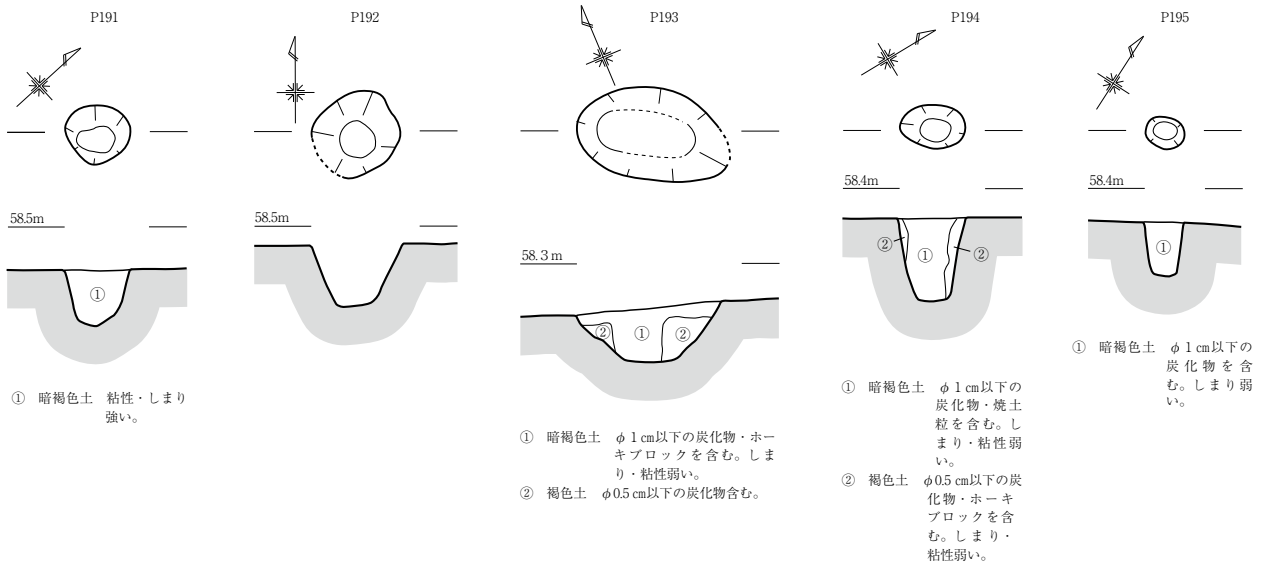 P191
P192
P193
P194
P195
58.5m
58.5m
58.3m
58.4m
58.4m
①
②
①
②
②
①
②
①
① 暗褐色土 粘性・しまり
強い。
① 暗褐色土 φ1cm以下の炭化物・ホー
キブロックを含む。しま
り・粘性弱い。
② 褐色土 φ0.5cm以下の炭化物含む。
① 暗褐色土 φ1cm以下の
炭化物・焼土
粒を含む。し
まり・粘性弱
い。
② 褐色土 φ0.5cm以下の炭
化物・ホーキ
ブロックを含
む。しまり・
粘性弱い。
① 暗褐色土 φ1cm以下の
炭化物を含
む。しまり弱
い。